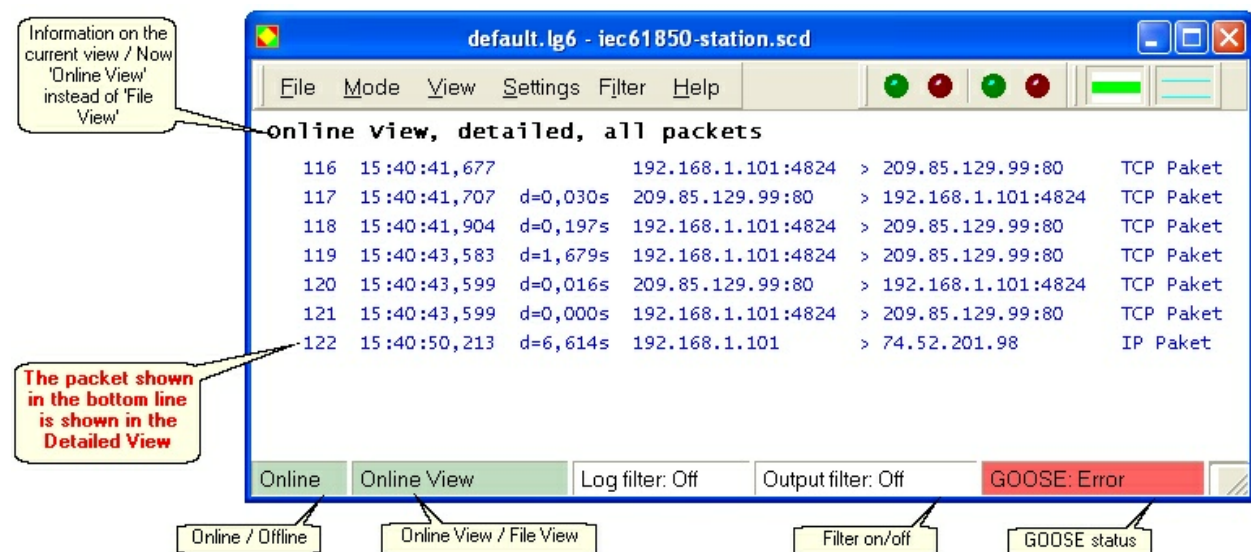 Information on the
current view / Now
'Online View'
instead of 'File
View'
default.lg6 - iec61850-station.scd
File Mode View Settings Filter Help
Online View, detailed, all packets
116 15:40:41,677 192.168.1.101:4824 > 209.85.129.99:80 TCP Paket
117 15:40:41,707 d=0,030s 209.85.129.99:80 > 192.168.1.101:4824 TCP Paket
118 15:40:41,904 d=0,197s 192.168.1.101:4824 > 209.85.129.99:80 TCP Paket
119 15:40:43,583 d=1,679s 192.168.1.101:4824 > 209.85.129.99:80 TCP Paket
120 15:40:43,599 d=0,016s 209.85.129.99:80 > 192.168.1.101:4824 TCP Paket
121 15:40:43,599 d=0,000s 192.168.1.101:4824 > 209.85.129.99:80 TCP Paket
122 15:40:50,213 d=6,614s 192.168.1.101 > 74.52.201.98 IP Paket
The packet shown
in the bottom line
is shown in the
Detailed View
Online Online View Log filter: Off Output filter: Off GOOSE: Error
Online / Offline Online View / File View Filter on/off GOOSE status